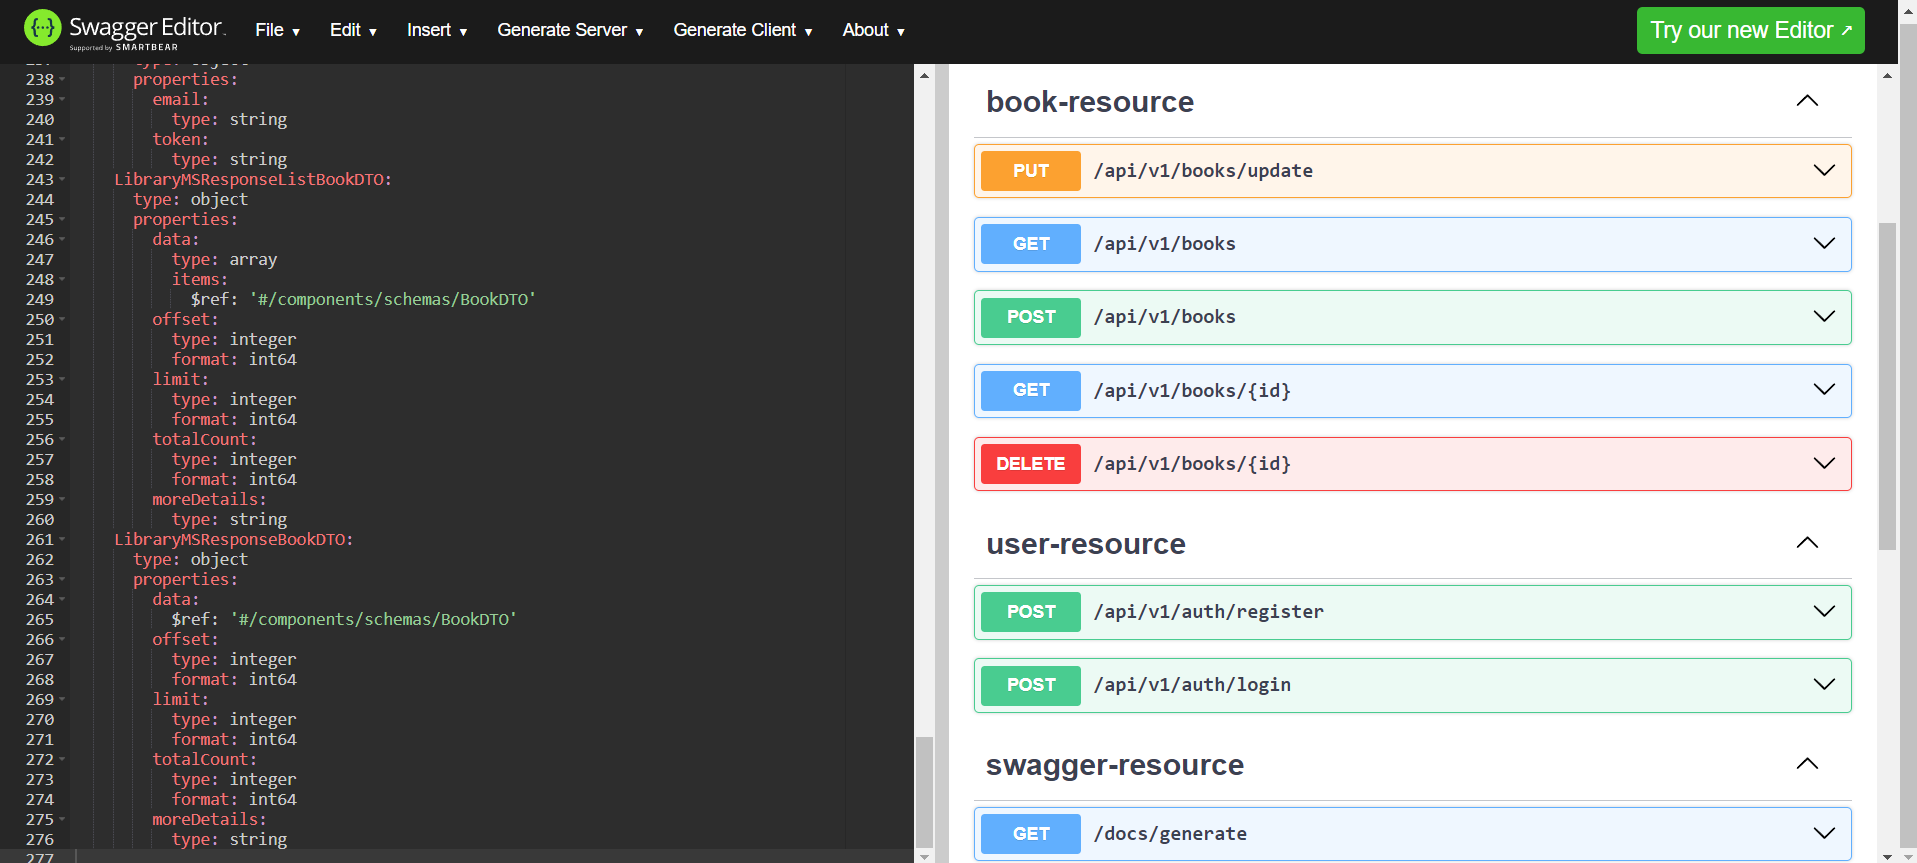 Swagger Editor.
Supported by SMARTBEAR
File
Edit
Insert
Generate Server
Generate Client
About
Try our new Editor
238 properties:
239 email:
240 type: string
241 token:
242 type: string
243 LibraryMSResponseListBookDTO:
244 type: object
245 properties:
246 data:
247 type: array
248 items:
249 $ref: '#/components/schemas/BookDTO'
250 offset:
251 type: integer
252 format: int64
253 limit:
254 type: integer
255 format: int64
256 totalCount:
257 type: integer
258 format: int64
259 moreDetails:
260 type: string
261 LibraryMSResponseBookDTO:
262 type: object
263 properties:
264 data:
265 $ref: '#/components/schemas/BookDTO'
266 offset:
267 type: integer
268 format: int64
269 limit:
270 type: integer
271 format: int64
272 totalCount:
273 type: integer
274 format: int64
275 moreDetails:
276 type: string
277
book-resource
PUT /api/v1/books/update
GET /api/v1/books
POST /api/v1/books
GET /api/v1/books/{id}
DELETE /api/v1/books/{id}
user-resource
POST /api/v1/auth/register
POST /api/v1/auth/login
swagger-resource
GET /docs/generate